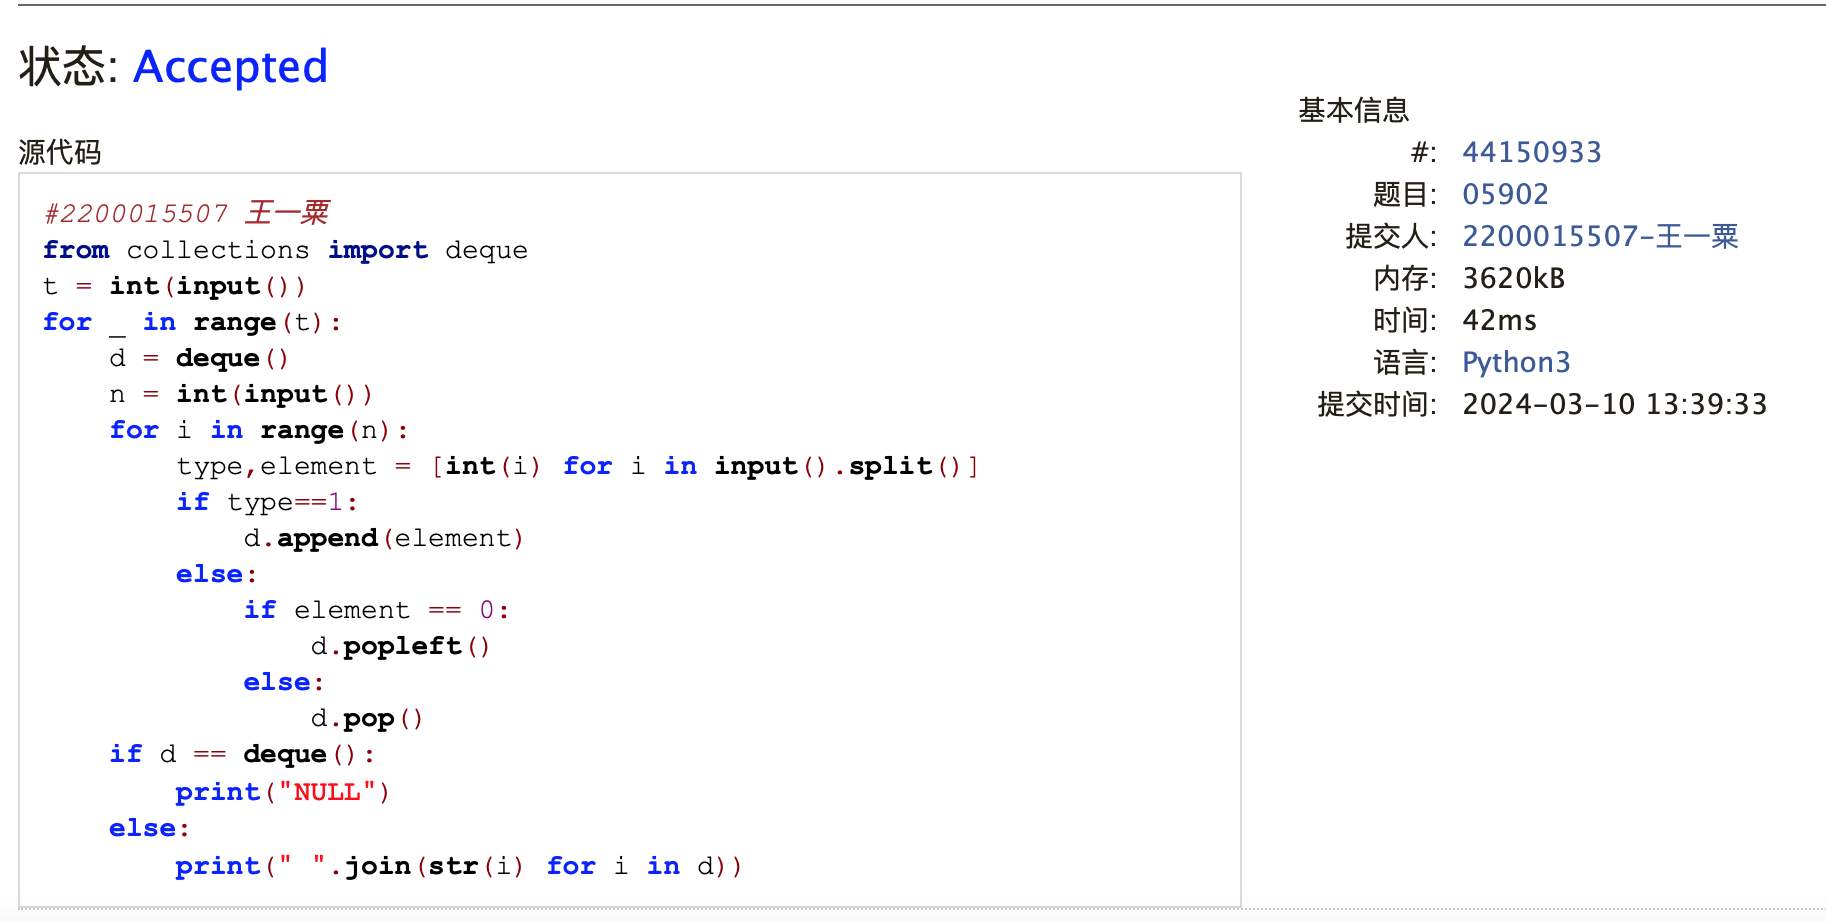 状态: Accepted
源代码
#2200015507 王一粟
from collections import deque
t = int(input())
for _ in range(t):
    d = deque()
    n = int(input())
    for i in range(n):
        type,element = [int(i) for i in input().split()]
        if type==1:
            d.append(element)
        else:
            if element == 0:
                d.popleft()
            else:
                d.pop()
    if d == deque():
        print("NULL")
    else:
        print(" ".join(str(i) for i in d))
基本信息
#: 44150933
题目: 05902
提交人: 2200015507-王一粟
内存: 3620kB
时间: 42ms
语言: Python3
提交时间: 2024-03-10 13:39:33